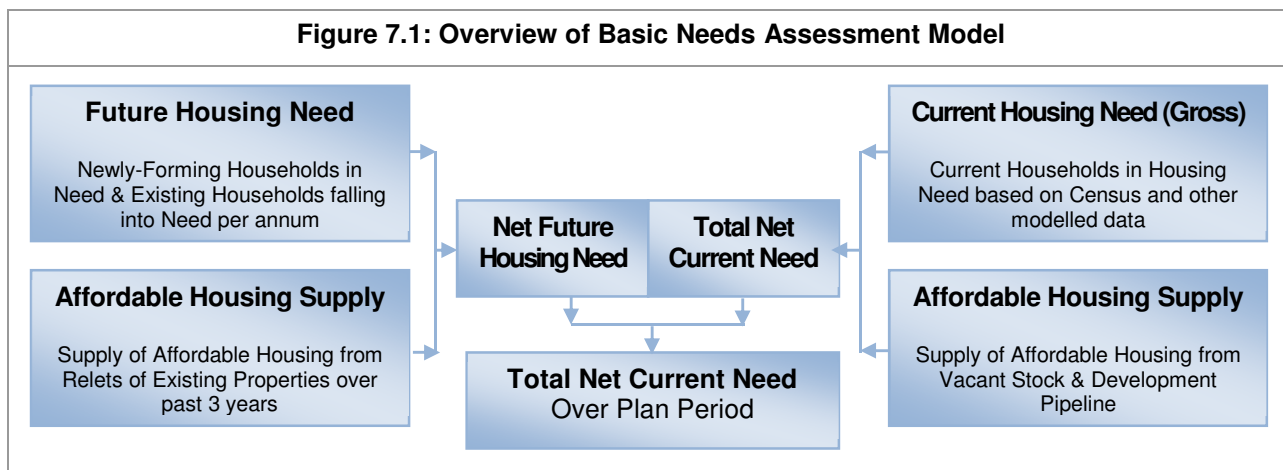 Figure 7.1: Overview of Basic Needs Assessment Model
Future Housing Need
Newly-Forming Households in
Need & Existing Households falling
into Need per annum
Affordable Housing Supply
Supply of Affordable Housing from
Relets of Existing Properties over
past 3 years
Net Future
Housing Need
Total Net
Current Need
Total Net Current Need
Over Plan Period
Current Housing Need (Gross)
Current Households in Housing
Need based on Census and other
modelled data
Affordable Housing Supply
Supply of Affordable Housing from
Vacant Stock & Development
Pipeline